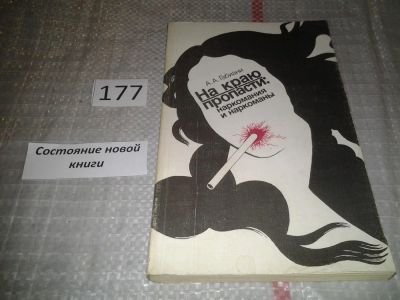 177
Состояние новой
книги
А. А. Габиани
На краю
пропасти:
наркомания
и наркоманы